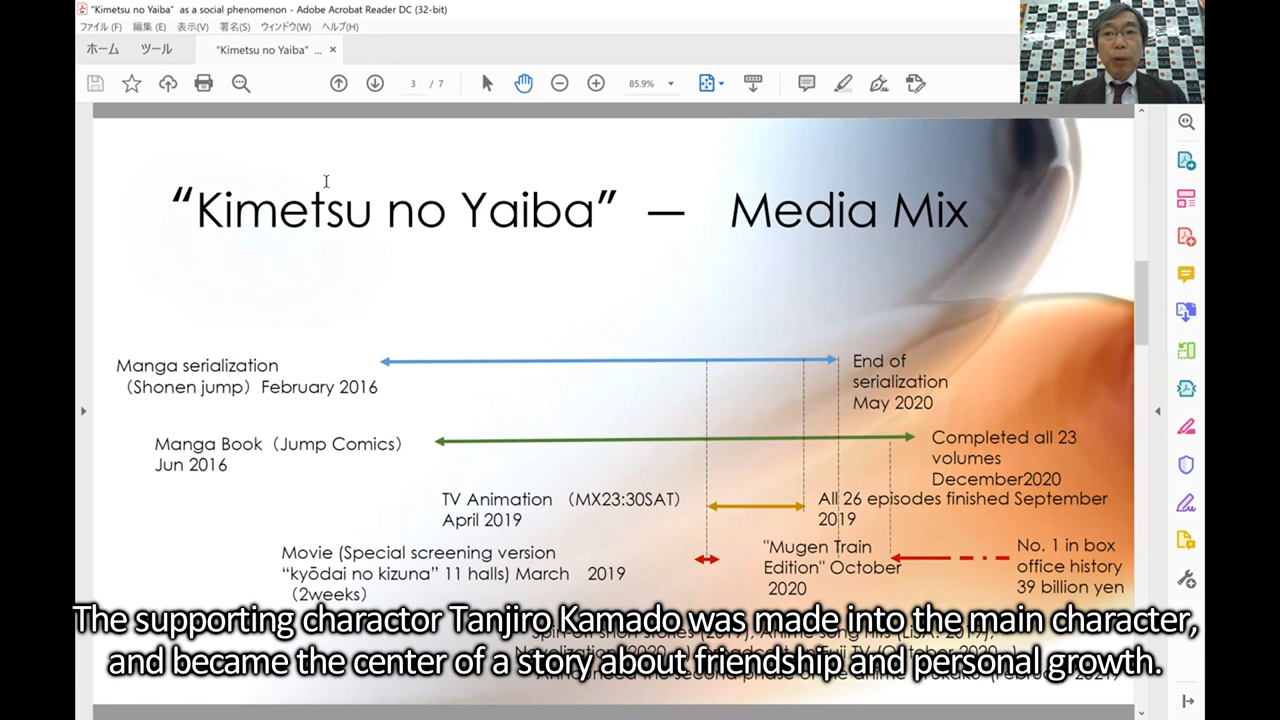 "Kimetsu no Yaiba" as a social phenomenon - Adobe Acrobat Reader DC (32-bit)
ファイル (F) 編集 (E) 表示(V) 署名(S) ウィンドウ(W) ヘルプ(H)
ホーム ツール "Kimetsu no Yaiba" ... ×
3 / 7 85.9%
“Kimetsu no Yaiba” — Media Mix
Manga serialization
（Shonen jump）February 2016
End of
serialization
May 2020
Manga Book（Jump Comics）
Jun 2016
Completed all 23
volumes
December2020
TV Animation （MX23:30SAT）
April 2019
All 26 episodes finished September
2019
Movie (Special screening version
“kyōdai no kizuna” 11 halls) March 2019
（2weeks）
"Mugen Train
Edition" October
2020
No. 1 in box
office history
39 billion yen
The supporting charactor Tanjiro Kamado was made into the main character,
and became the center of a story about friendship and personal growth.